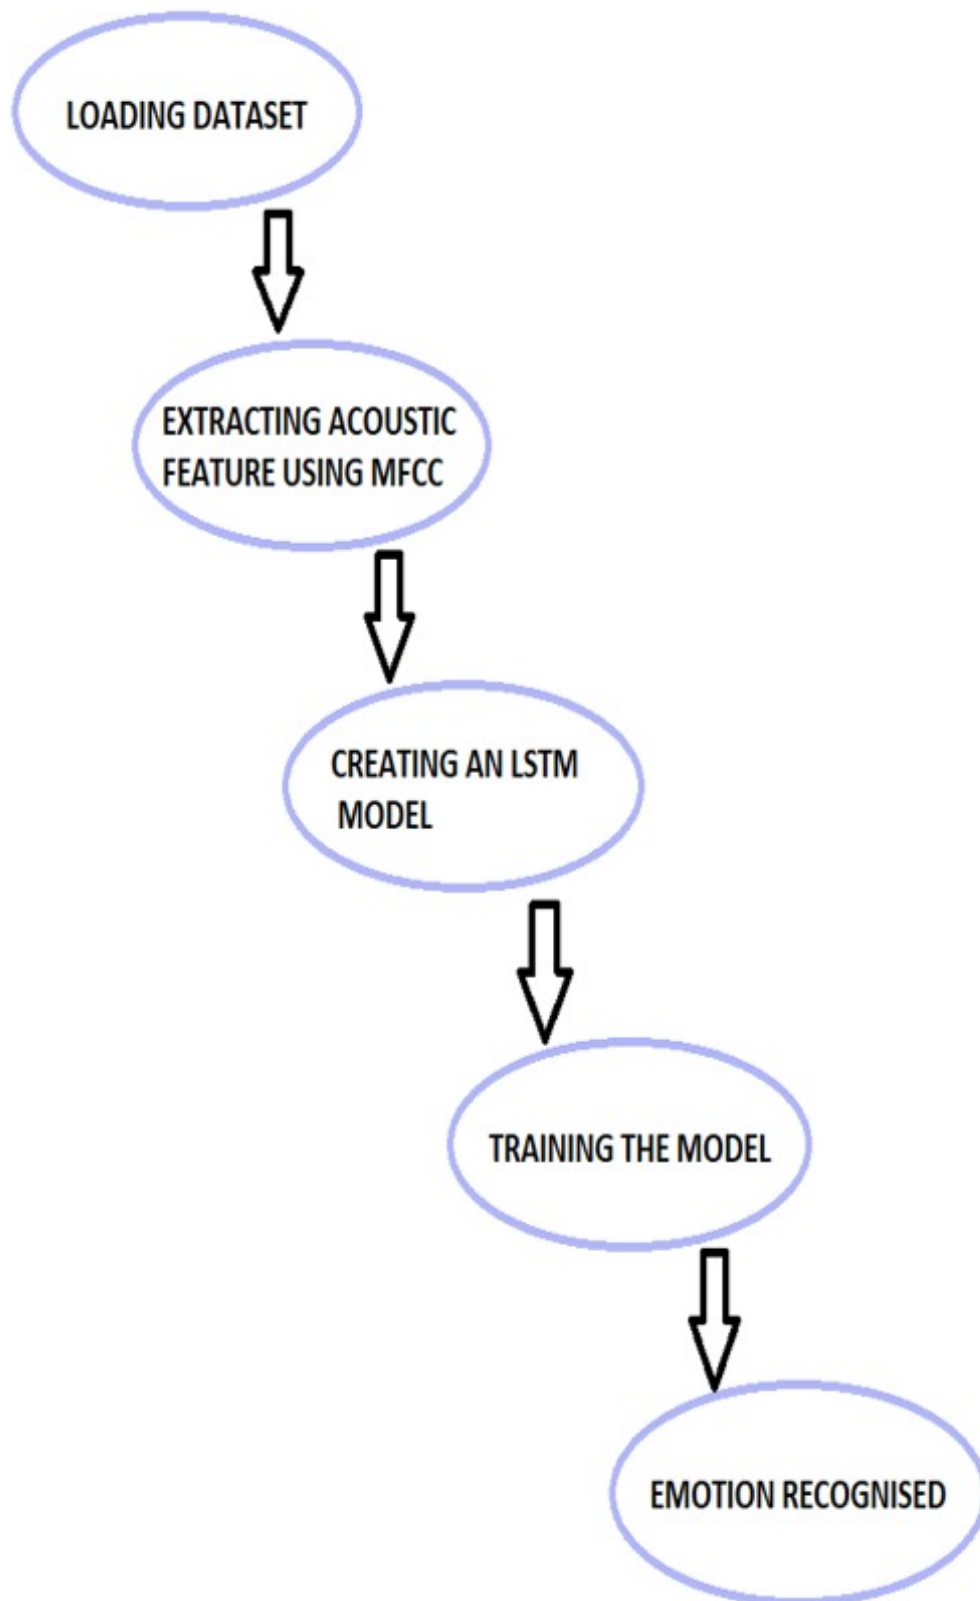 LOADING DATASET
EXTRACTING ACOUSTIC
FEATURE USING MFCC
CREATING AN LSTM
MODEL
TRAINING THE MODEL
EMOTION RECOGNISED